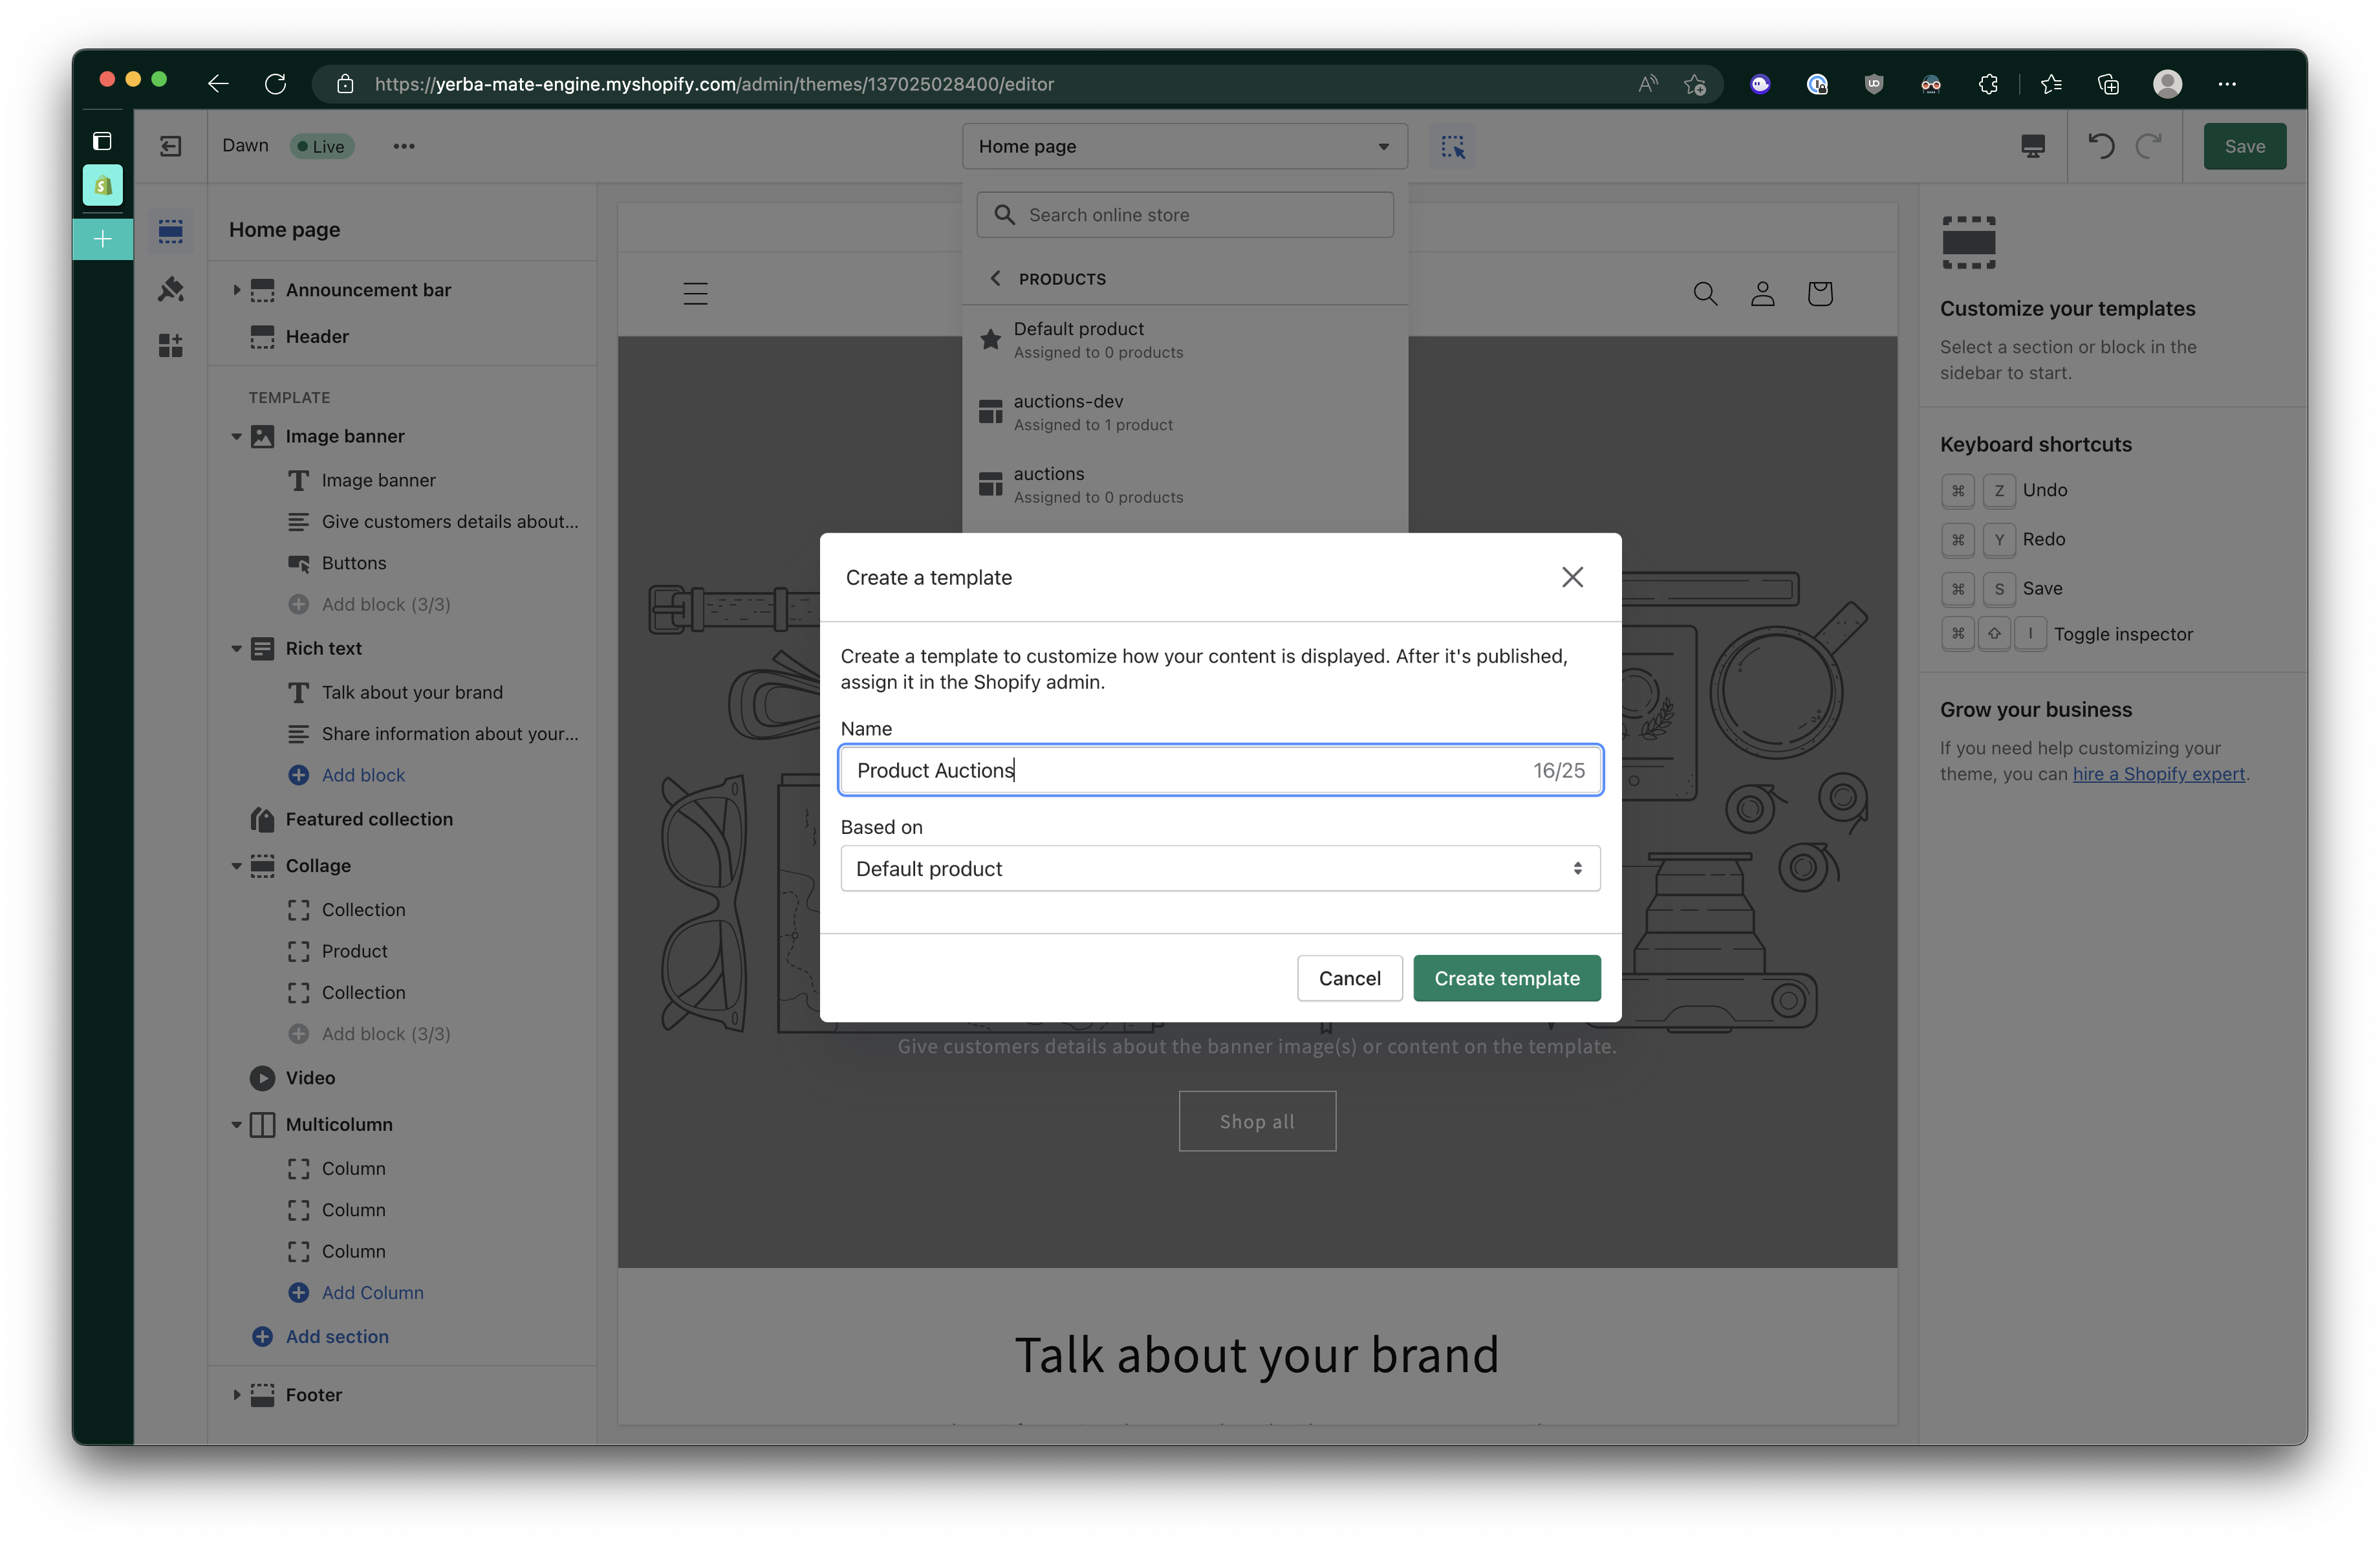 https://yerba-mate-engine.myshopify.com/admin/themes/137025028400/editor
Dawn
Live
Home page
Save
Home page
Announcement bar
Header
TEMPLATE
Image banner
Image banner
Give customers details about...
Buttons
Add block (3/3)
Rich text
Talk about your brand
Share information about your...
Add block
Featured collection
Collage
Collection
Product
Collection
Add block (3/3)
Video
Multicolumn
Column
Column
Column
Add Column
Add section
Footer
Search online store
PRODUCTS
Default product
Assigned to 0 products
auctions-dev
Assigned to 1 product
auctions
Assigned to 0 products
Create a template
Create a template to customize how your content is displayed. After it's published,
assign it in the Shopify admin.
Name
Product Auctions
16/25
Based on
Default product
Cancel
Create template
Give customers details about the banner image(s) or content on the template.
Shop all
Talk about your brand
Customize your templates
Select a section or block in the
sidebar to start.
Keyboard shortcuts
⌘ Z Undo
⌘ Y Redo
⌘ S Save
⌘ ⇧ I Toggle inspector
Grow your business
If you need help customizing your
theme, you can hire a Shopify expert.